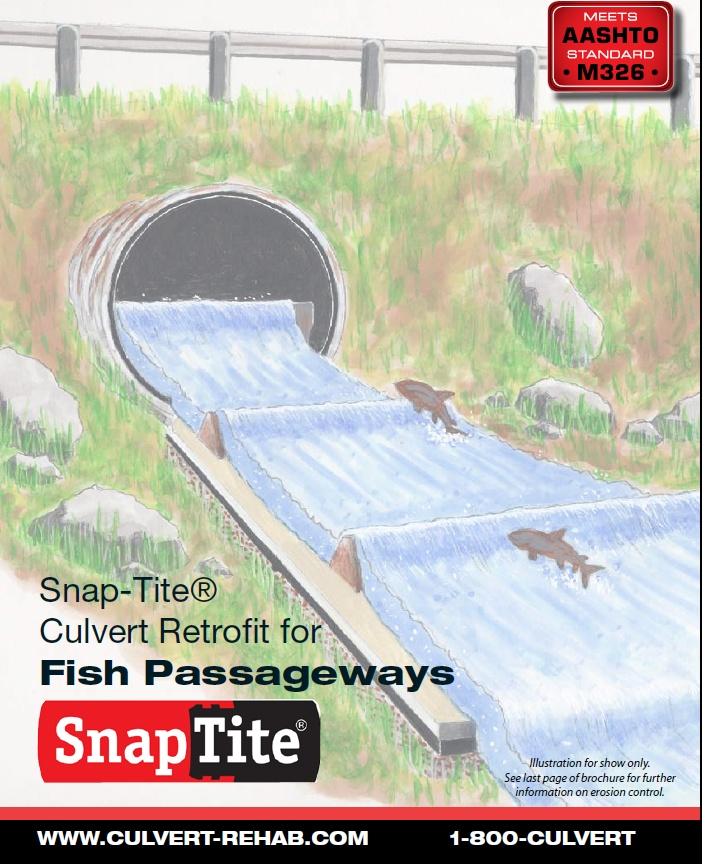 MEETS
AASHTO
STANDARD
• M326 •
Snap-Tite®
Culvert Retrofit for
Fish Passageways
SnapTite®
Illustration for show only.
See last page of brochure for further
information on erosion control.
WWW.CULVERT-REHAB.COM 1-800-CULVERT